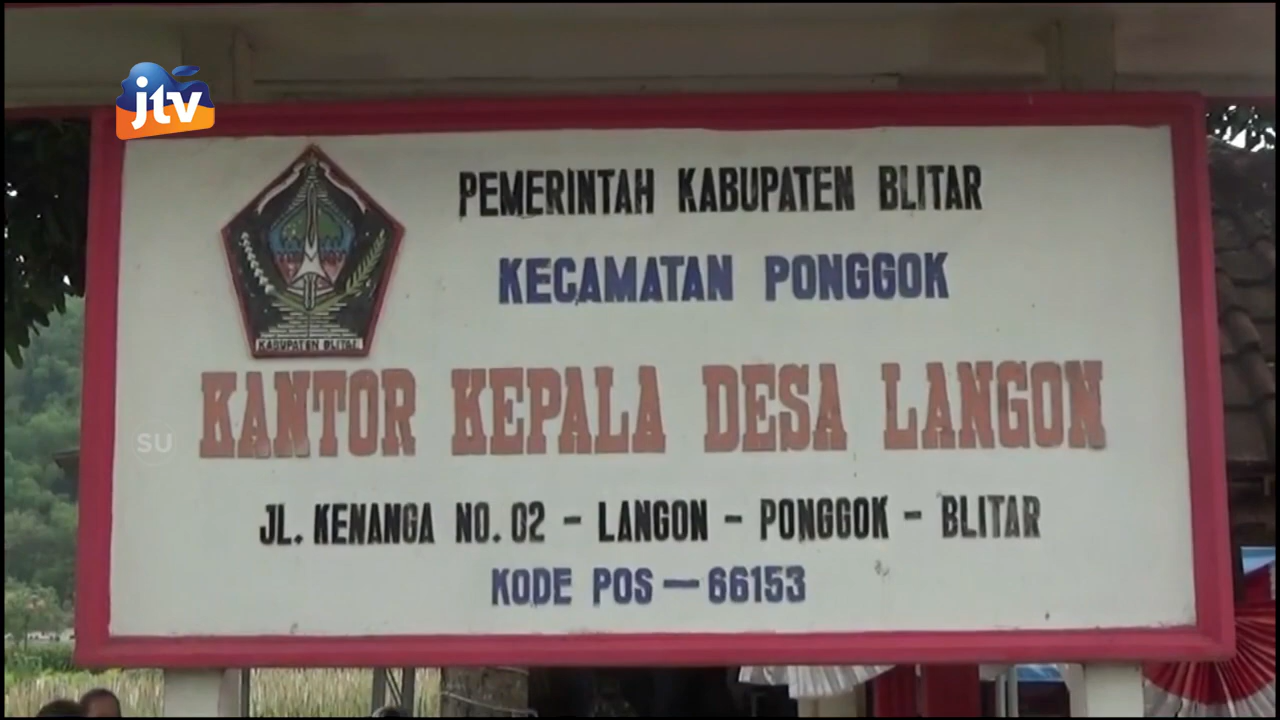 jtv
PEMERINTAH KABUPATEN BLITAR
KECAMATAN PONGGOK
KABUPATEN BLITAR
KANTOR KEPALA DESA LANGON
SU
JL. KENANGA NO. 02 - LANGON - PONGGOK - BLITAR
KODE POS — 66153